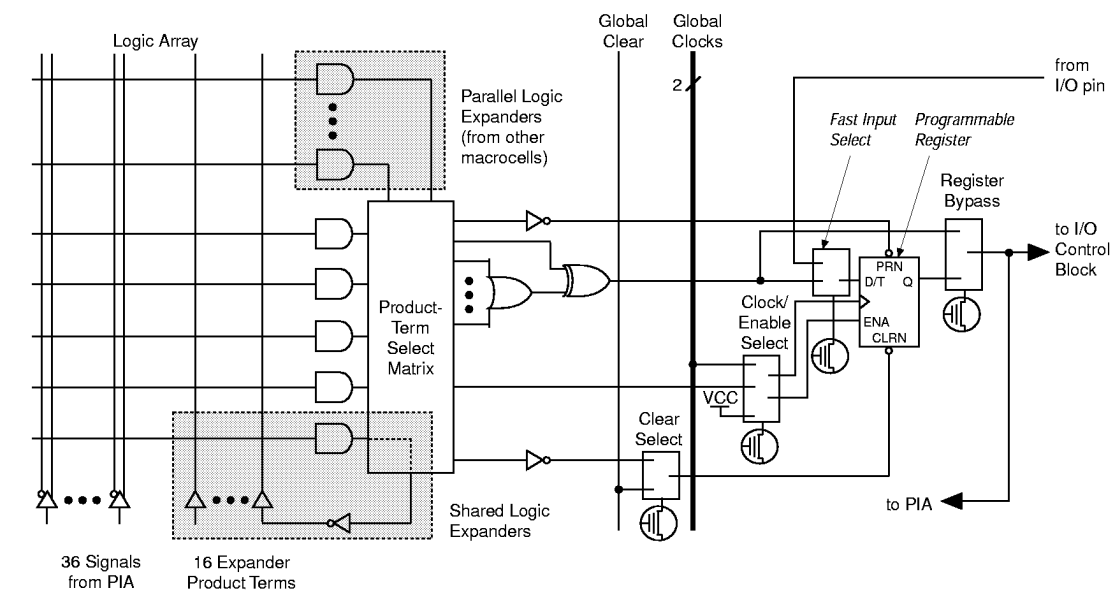 Logic Array
Global
Clear
Global
Clocks
2
from
I/O pin
Parallel Logic
Expanders
(from other
macrocells)
Fast Input
Select
Programmable
Register
Register
Bypass
to I/O
Control
Block
PRN
D/T Q
ENA
CLRN
Clock/
Enable
Select
Product-
Term
Select
Matrix
VCC
Clear
Select
to PIA
Shared Logic
Expanders
36 Signals
from PIA
16 Expander
Product Terms